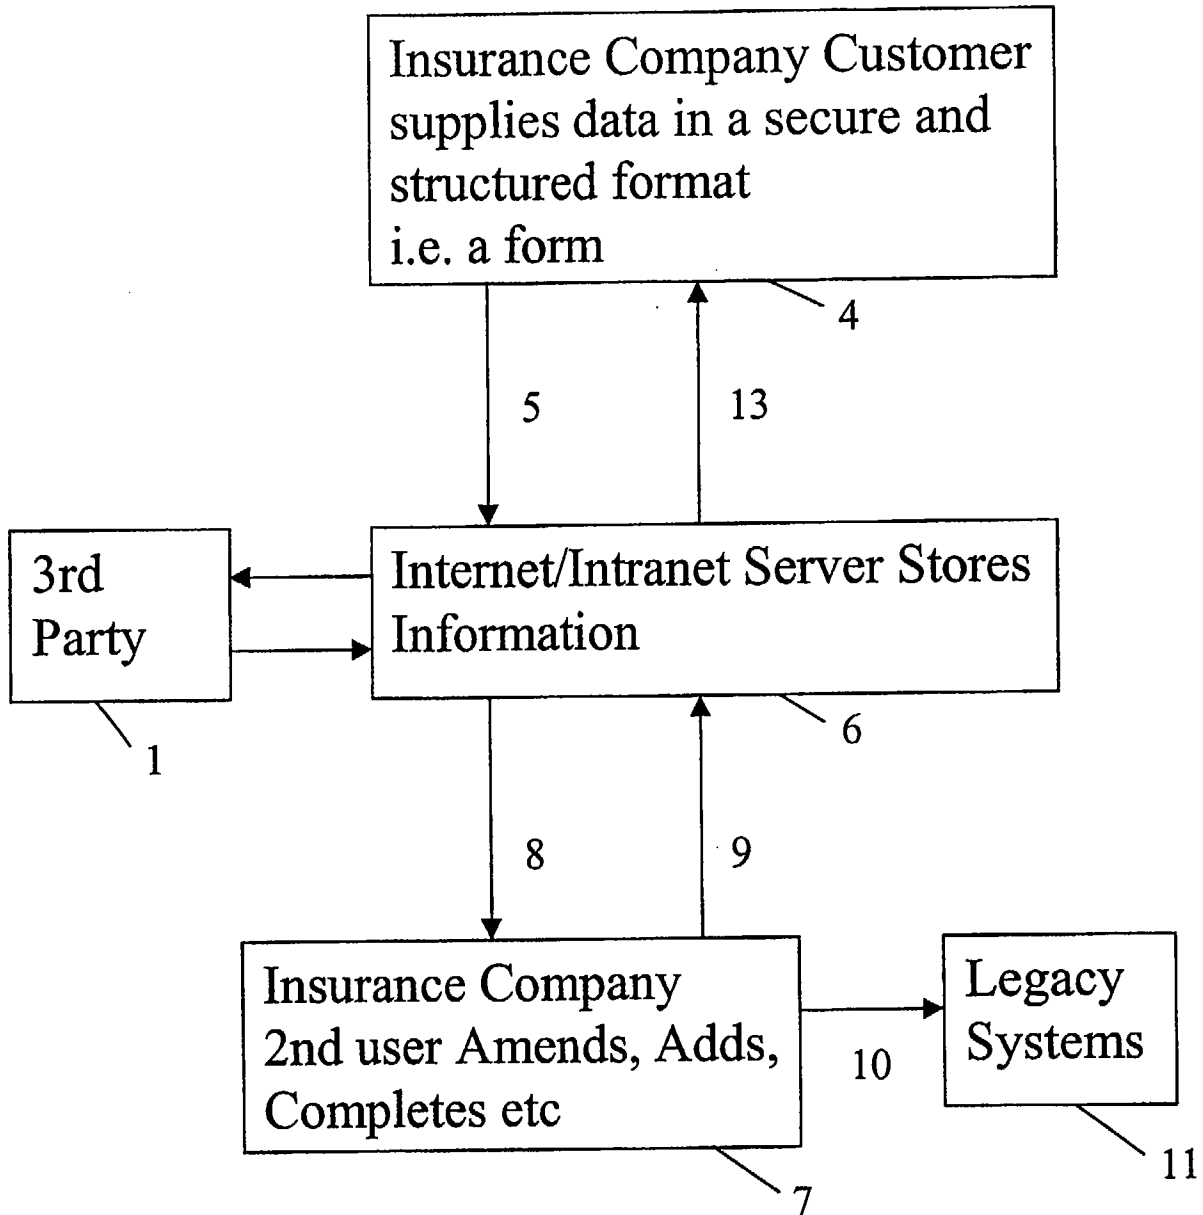 Insurance Company Customer
supplies data in a secure and
structured format
i.e. a form
4
5
13
3rd
Party
Internet/Intranet Server Stores
Information
1
6
8
9
Insurance Company
2nd user Amends, Adds,
Completes etc
Legacy
Systems
10
11
7